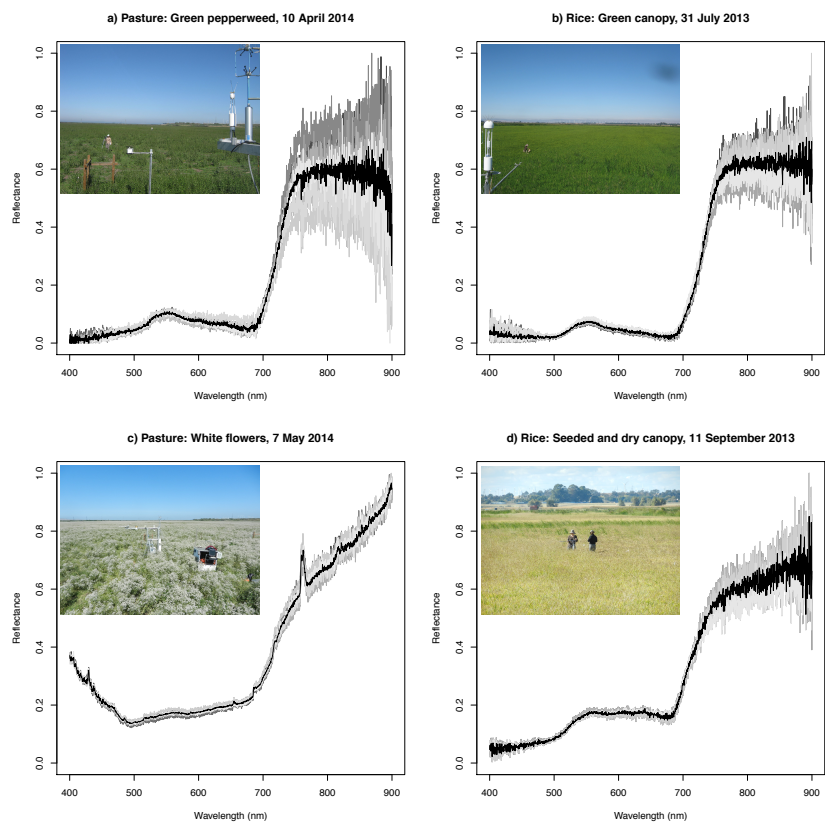 a) Pasture: Green pepperweed, 10 April 2014
1.0
0.8
0.6
0.4
0.2
0.0
Reflectance
400 500 600 700 800 900
Wavelength (nm)
b) Rice: Green canopy, 31 July 2013
1.0
0.8
0.6
0.4
0.2
0.0
Reflectance
400 500 600 700 800 900
Wavelength (nm)
c) Pasture: White flowers, 7 May 2014
1.0
0.8
0.6
0.4
0.2
0.0
Reflectance
400 500 600 700 800 900
Wavelength (nm)
d) Rice: Seeded and dry canopy, 11 September 2013
1.0
0.8
0.6
0.4
0.2
0.0
Reflectance
400 500 600 700 800 900
Wavelength (nm)